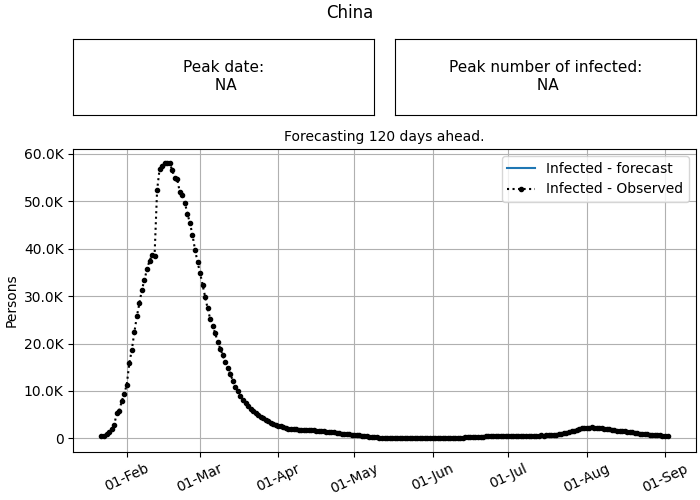 China
Peak date:
NA
Peak number of infected:
NA
Forecasting 120 days ahead.
Infected - forecast
Infected - Observed
Persons
60.0K
50.0K
40.0K
30.0K
20.0K
10.0K
0
01-Feb
01-Mar
01-Apr
01-May
01-Jun
01-Jul
01-Aug
01-Sep